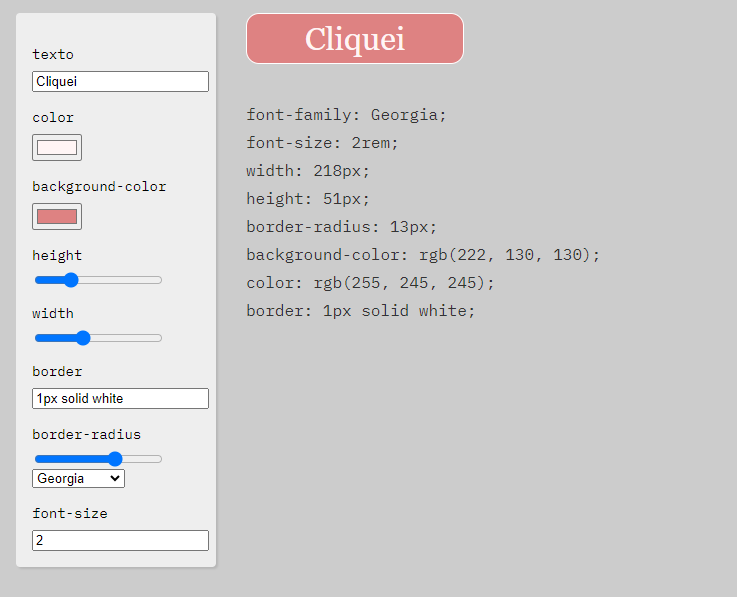 texto
Cliquei
color
background-color
height
width
border
1px solid white
border-radius
Georgia
font-size
2
Cliquei
font-family: Georgia;
font-size: 2rem;
width: 218px;
height: 51px;
border-radius: 13px;
background-color: rgb(222, 130, 130);
color: rgb(255, 245, 245);
border: 1px solid white;